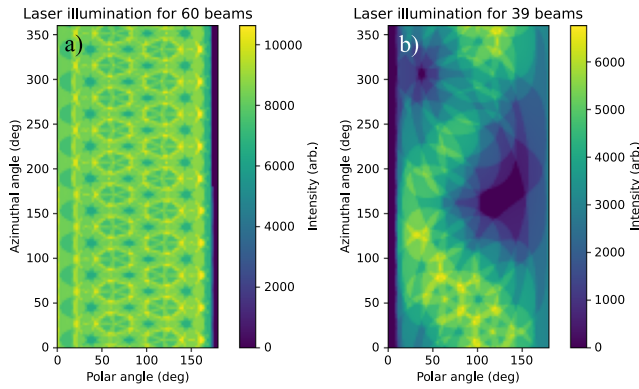 Laser illumination for 60 beams
a)
350
300
250
200
150
100
50
0
Azimuthal angle (deg)
0 50 100 150
Polar angle (deg)
10000
8000
6000
4000
2000
0
Intensity (arb.)
Laser illumination for 39 beams
b)
350
300
250
200
150
100
50
0
Azimuthal angle (deg)
0 50 100 150
Polar angle (deg)
6000
5000
4000
3000
2000
1000
0
Intensity (arb.)